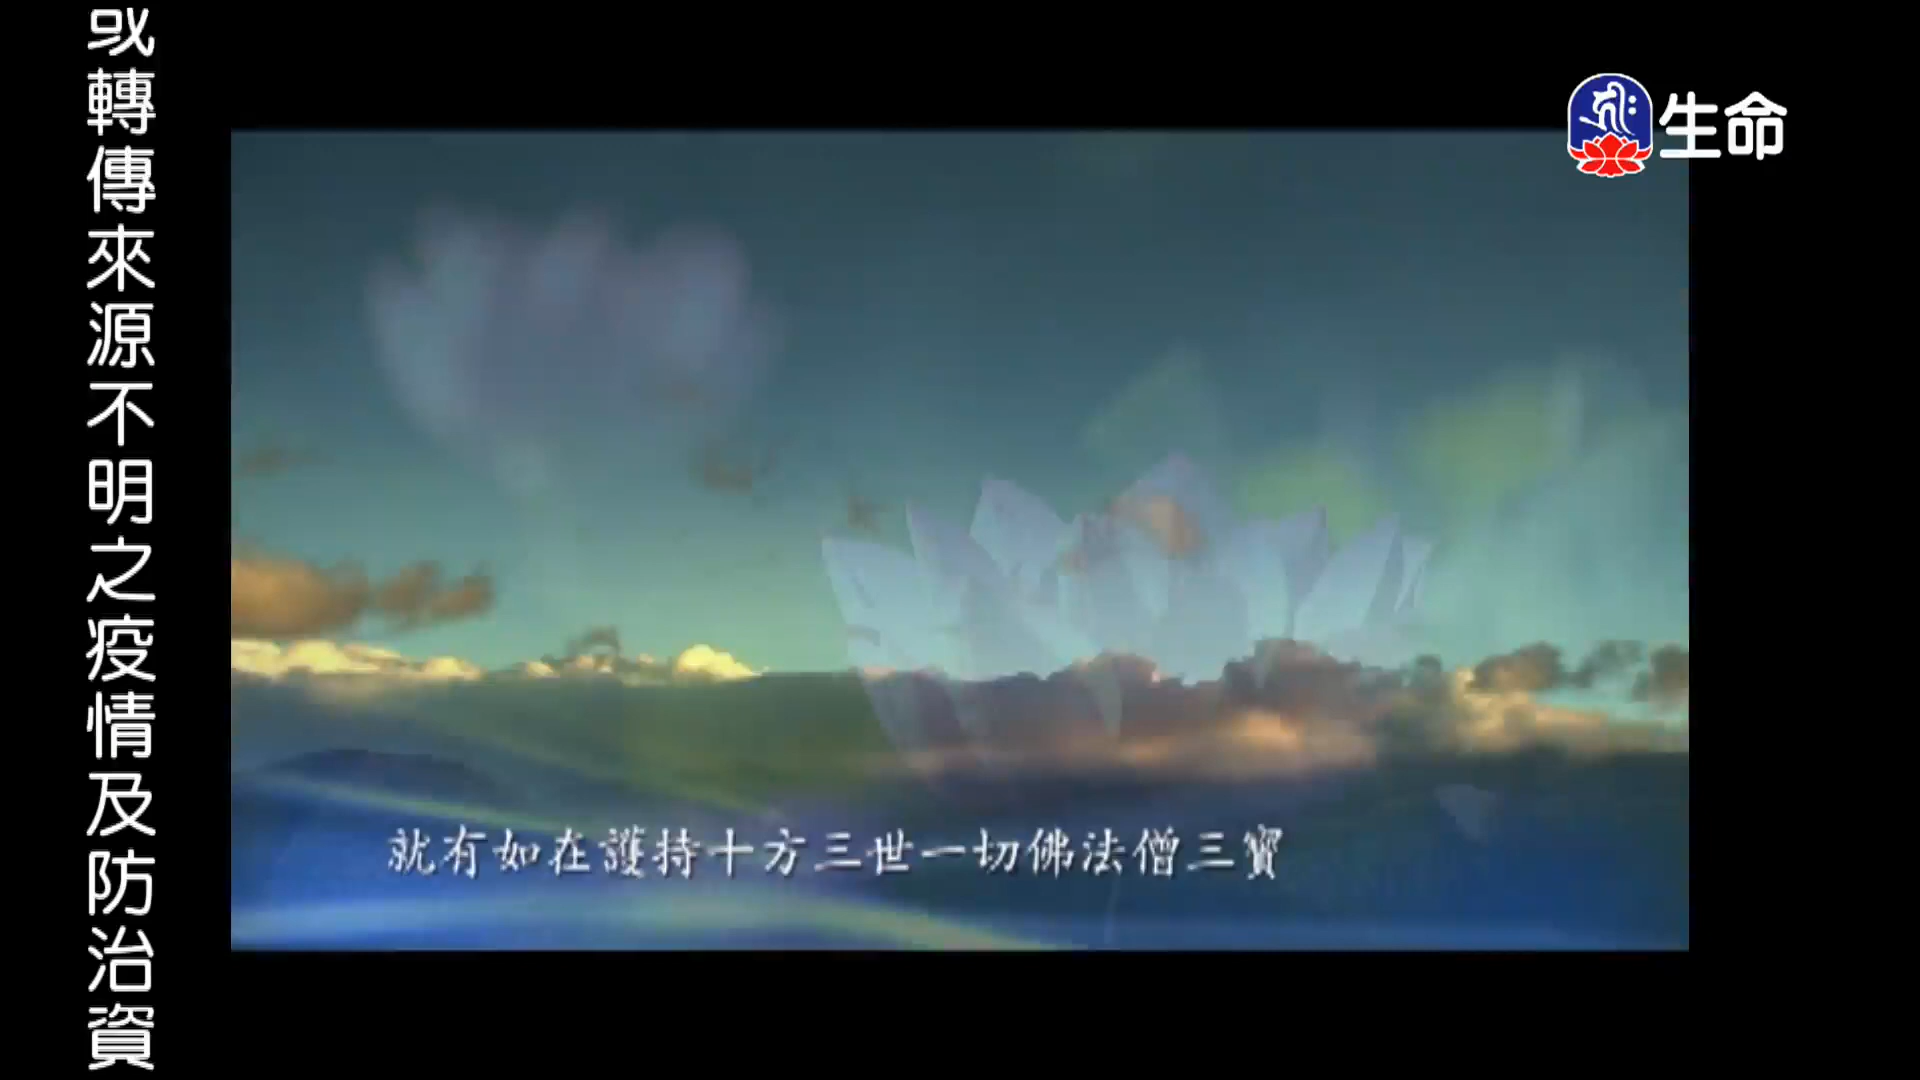 或轉傳來源不明之疫情及防治資
生命
就有如在護持十方三世一切佛法僧三寶